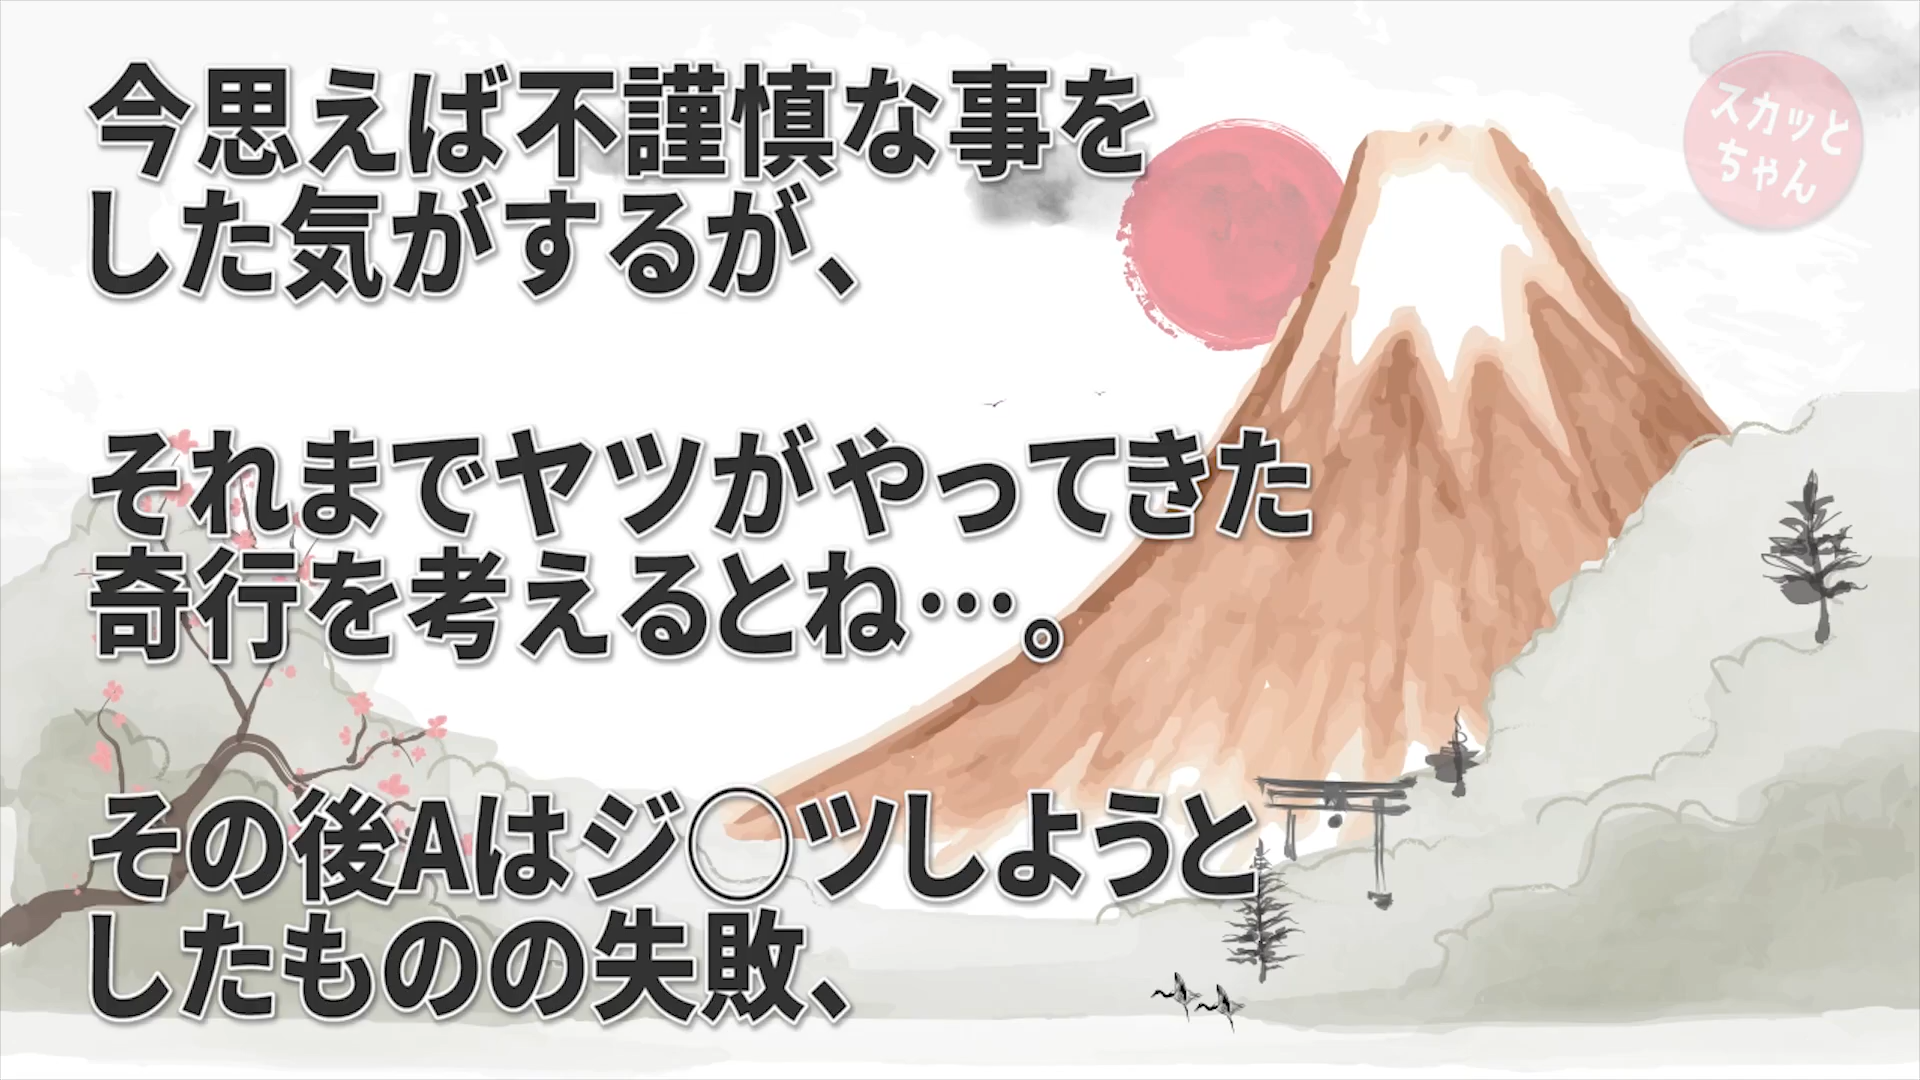 今思えば不謹慎な事を
した気がするが、
それまでヤツがやってきた
奇行を考えるとね…。
その後Aはジ◯ツしようと
したものの失敗、
スカッと
ちゃん